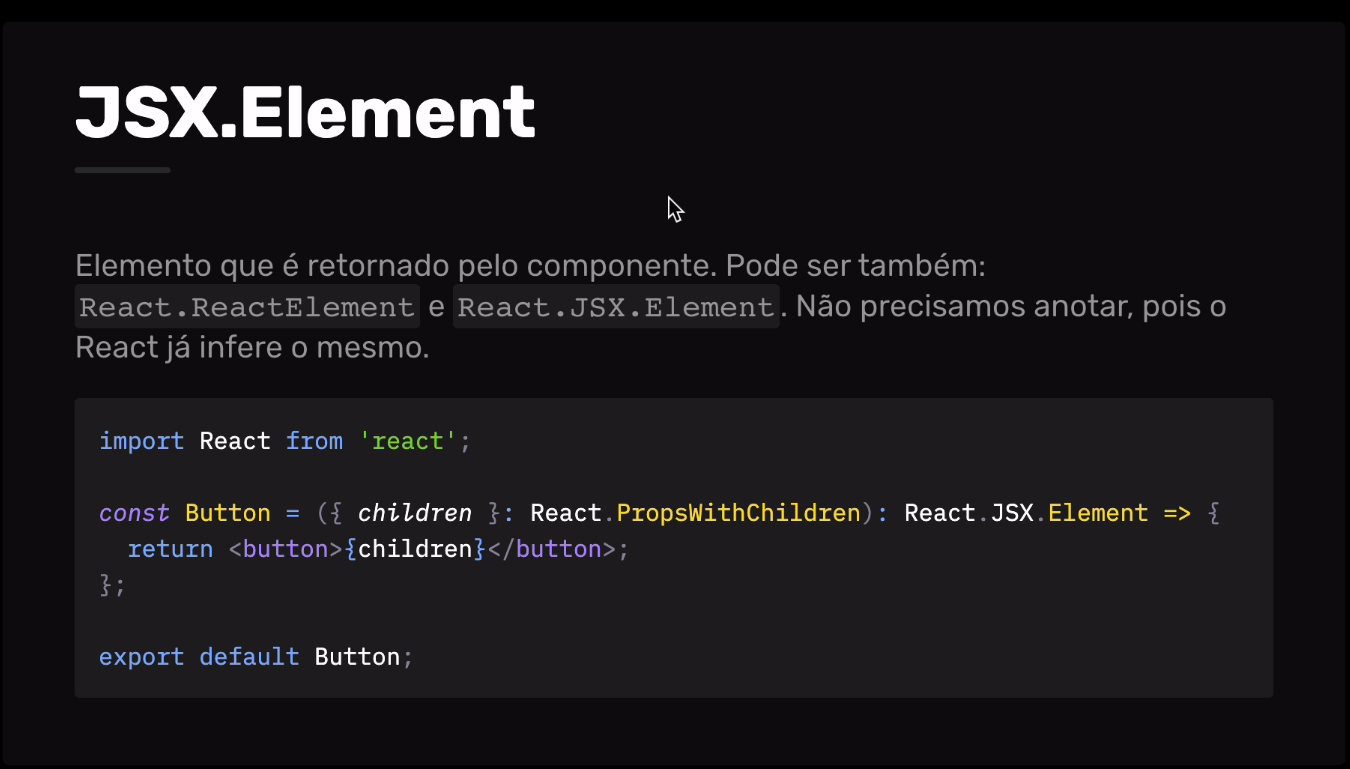 JSX.Element
Elemento que é retornado pelo componente. Pode ser também:
React.ReactElement e React.JSX.Element. Não precisamos anotar, pois o
React já infere o mesmo.
import React from 'react';
const Button = ({ children }: React.PropsWithChildren): React.JSX.Element => {
  return <button>{children}</button>;
};
export default Button;